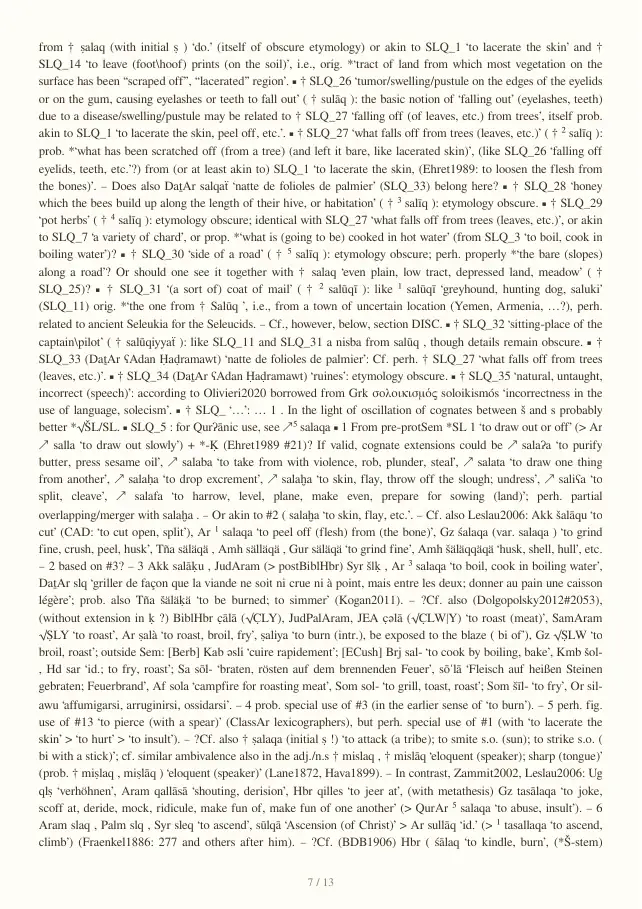 from † ṣalaq (with initial ṣ ) ‘do.’ (itself of obscure etymology) or akin to SLQ_1 ‘to lacerate the skin’ and †
SLQ_14 ‘to leave (foot\hoof) prints (on the soil)’, i.e., orig. *‘tract of land from which most vegetation on the
surface has been “scraped off”, “lacerated” region’. ▪ † SLQ_26 ‘tumor/swelling/pustule on the edges of the eyelids
or on the gum, causing eyelashes or teeth to fall out’ ( † sulāq ): the basic notion of ‘falling out’ (eyelashes, teeth)
due to a disease/swelling/pustule may be related to † SLQ_27 ‘falling off (of leaves, etc.) from trees’, itself prob.
akin to SLQ_1 ‘to lacerate the skin, peel off, etc.’. ▪ † SLQ_27 ‘what falls off from trees (leaves, etc.)’ ( † ² salīq ):
prob. *‘what has been scratched off (from a tree) (and left it bare, like lacerated skin)’, (like SLQ_26 ‘falling off
eyelids, teeth, etc.’?) from (or at least akin to) SLQ_1 ‘to lacerate the skin, (Ehret1989: to loosen the flesh from
the bones)’. – Does also DaṯAr salqaẗ ‘natte de folioles de palmier’ (SLQ_33) belong here? ▪ † SLQ_28 ‘honey
which the bees build up along the length of their hive, or habitation’ ( † ³ salīq ): etymology obscure. ▪ † SLQ_29
‘pot herbs’ ( † ⁴ salīq ): etymology obscure; identical with SLQ_27 ‘what falls off from trees (leaves, etc.)’, or akin
to SLQ_7 ‘a variety of chard’, or prop. *‘what is (going to be) cooked in hot water’ (from SLQ_3 ‘to boil, cook in
boiling water’)? ▪ † SLQ_30 ‘side of a road’ ( † ⁵ salīq ): etymology obscure; perh. properly *‘the bare (slopes)
along a road’? Or should one see it together with † salaq ‘even plain, low tract, depressed land, meadow’ ( †
SLQ_25)? ▪ † SLQ_31 ‘(a sort of) coat of mail’ ( † ² salūqī ): like ¹ salūqī ‘greyhound, hunting dog, saluki’
(SLQ_11) orig. *‘the one from † Salūq ’, i.e., from a town of uncertain location (Yemen, Armenia, …?), perh.
related to ancient Seleukia for the Seleucids. – Cf., however, below, section DISC. ▪ † SLQ_32 ‘sitting-place of the
captain\pilot’ ( † salūqiyyaẗ ): like SLQ_11 and SLQ_31 a nisba from salūq , though details remain obscure. ▪ †
SLQ_33 (DaṯAr ʕAdan Ḥaḍramawt) ‘natte de folioles de palmier’: Cf. perh. † SLQ_27 ‘what falls off from trees
(leaves, etc.)’. ▪ † SLQ_34 (DaṯAr ʕAdan Ḥaḍramawt) ‘ruines’: etymology obscure. ▪ † SLQ_35 ‘natural, untaught,
incorrect (speech)’: according to Olivieri2020 borrowed from Grk σολοικισμός soloikismós ‘incorrectness in the
use of language, solecism’. ▪ † SLQ_ ‘…’: … 1 . In the light of oscillation of cognates between š and s probably
better *√ŠL/SL. ▪ SLQ_5 : for Qurʔānic use, see ↗⁵ salaqa ▪ 1 From pre-protSem *SL 1 ‘to draw out or off’ (> Ar
↗ salla ‘to draw out slowly’) + *-Ḳ (Ehret1989 #21)? If valid, cognate extensions could be ↗ salaʔa ‘to purify
butter, press sesame oil’, ↗ salaba ‘to take from with violence, rob, plunder, steal’, ↗ salata ‘to draw one thing
from another’, ↗ salaḥa ‘to drop excrement’, ↗ salaḫa ‘to skin, flay, throw off the slough; undress’, ↗ saliʕa ‘to
split, cleave’, ↗ salafa ‘to harrow, level, plane, make even, prepare for sowing (land)’; perh. partial
overlapping/merger with salaḫa . – Or akin to #2 ( salaḫa ‘to skin, flay, etc.’. – Cf. also Leslau2006: Akk šalāqu ‘to
cut’ (CAD: ‘to cut open, split’), Ar ¹ salaqa ‘to peel off (flesh) from (the bone)’, Gz śalaqa (var. salaqa ) ‘to grind
fine, crush, peel, husk’, Tña säläqä , Amh sälläqä , Gur säläqä ‘to grind fine’, Amh šäläqqäqä ‘husk, shell, hull’, etc.
– 2 based on #3? – 3 Akk salāḳu , JudAram (> postBiblHbr) Syr šlḳ , Ar ³ salaqa ‘to boil, cook in boiling water’,
DaṯAr slq ‘griller de façon que la viande ne soit ni crue ni à point, mais entre les deux; donner au pain une caisson
légère’; prob. also Tña šäläḳä ‘to be burned; to simmer’ (Kogan2011). – ?Cf. also (Dolgopolsky2012#2053),
(without extension in ḳ ?) BiblHbr çālā (√ÇLY), JudPalAram, JEA çəlā (√ÇLW|Y) ‘to roast (meat)’, SamAram
√ṢLY ‘to roast’, Ar ṣalà ‘to roast, broil, fry’, ṣaliya ‘to burn (intr.), be exposed to the blaze ( bi of’), Gz √ṢLW ‘to
broil, roast’; outside Sem: [Berb] Kab əsli ‘cuire rapidement’; [ECush] Brj sal- ‘to cook by boiling, bake’, Kmb šol-
, Hd sar ‘id.; to fry, roast’; Sa sōl- ‘braten, rösten auf dem brennenden Feuer’, sō’lā ‘Fleisch auf heißen Steinen
gebraten; Feuerbrand’, Af sola ‘campfire for roasting meat’, Som sol- ‘to grill, toast, roast’; Som šīl- ‘to fry’, Or sil-
awu ‘affumigarsi, arruginirsi, ossidarsi’. – 4 prob. special use of #3 (in the earlier sense of ‘to burn’). – 5 perh. fig.
use of #13 ‘to pierce (with a spear)’ (ClassAr lexicographers), but perh. special use of #1 (with ‘to lacerate the
skin’ > ‘to hurt’ > ‘to insult’). – ?Cf. also † ṣalaqa (initial ṣ !) ‘to attack (a tribe); to smite s.o. (sun); to strike s.o. (
bi with a stick)’; cf. similar ambivalence also in the adj./n.s † mislaq , † mislāq ‘eloquent (speaker); sharp (tongue)’
(prob. † miṣlaq , miṣlāq ) ‘eloquent (speaker)’ (Lane1872, Hava1899). – In contrast, Zammit2002, Leslau2006: Ug
qlṣ ‘verhöhnen’, Aram qallāsā ‘shouting, derision’, Hbr qilles ‘to jeer at’, (with metathesis) Gz tasālaqa ‘to joke,
scoff at, deride, mock, ridicule, make fun of, make fun of one another’ (> QurAr ⁵ salaqa ‘to abuse, insult’). – 6
Aram slaq , Palm slq , Syr sleq ‘to ascend’, sūlqā ‘Ascension (of Christ)’ > Ar sullāq ‘id.’ (> ¹ tasallaqa ‘to ascend,
climb’) (Fraenkel1886: 277 and others after him). – ?Cf. (BDB1906) Hbr ( śālaq ‘to kindle, burn’, (*Š-stem)
7 / 13